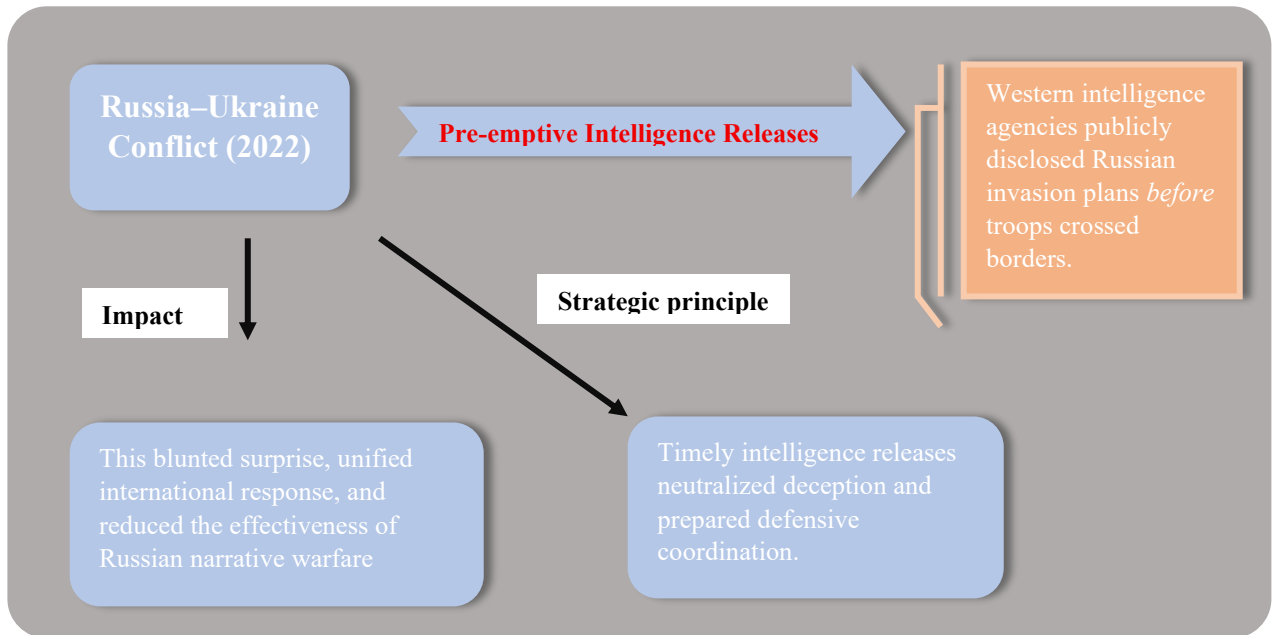 Russia–Ukraine
Conflict (2022)
Pre-emptive Intelligence Releases
Western intelligence
agencies publicly
disclosed Russian
invasion plans before
troops crossed
borders.
Impact
Strategic principle
This blunted surprise, unified
international response, and
reduced the effectiveness of
Russian narrative warfare
Timely intelligence releases
neutralized deception and
prepared defensive
coordination.